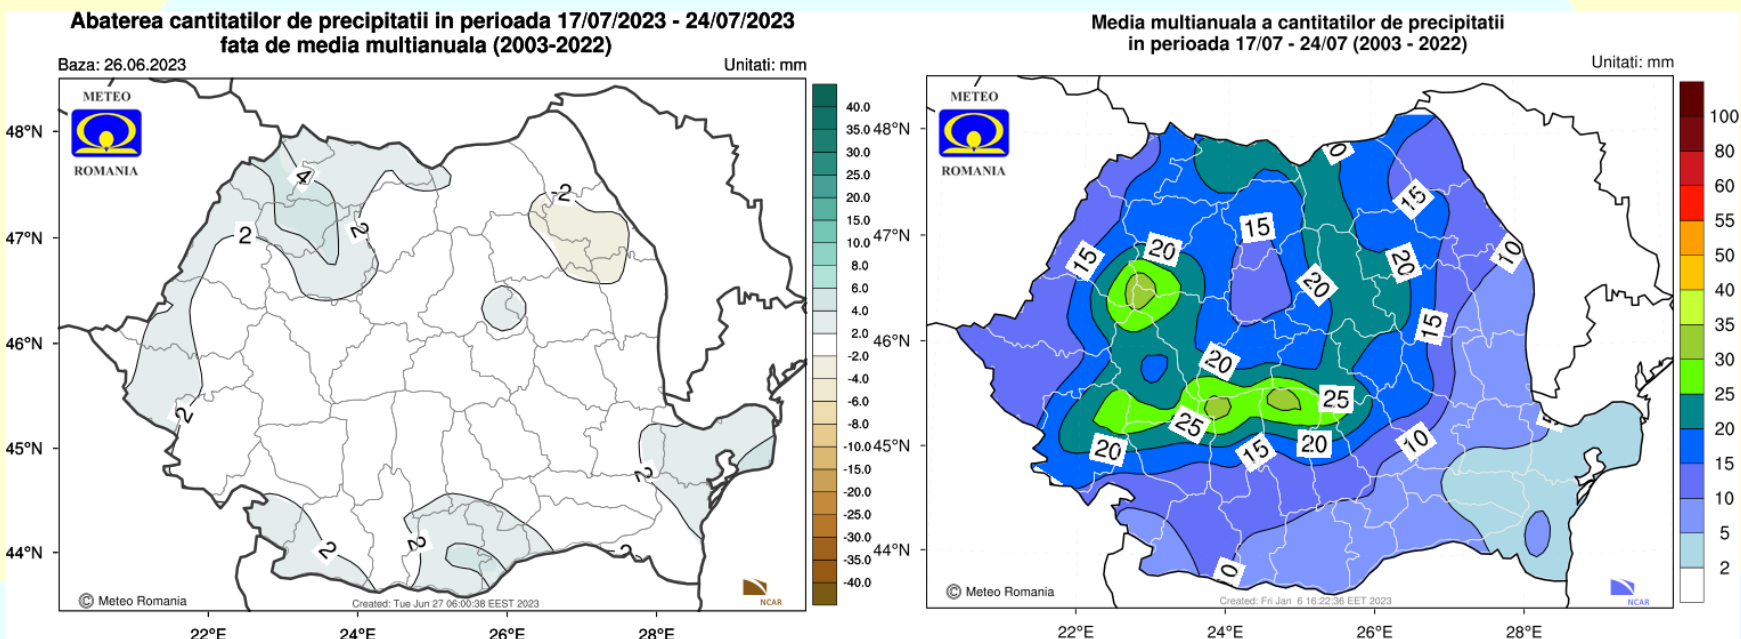 Abaterea cantitatilor de precipitatii in perioada 17/07/2023 - 24/07/2023
fata de media multianuala (2003-2022)
Baza: 26.06.2023
Unitati: mm
METEO
ROMANIA
48°N
47°N
46°N
45°N
44°N
4
2
2
-2
2
2
2
2
2
40.0
35.0
30.0
25.0
20.0
15.0
10.0
8.0
6.0
4.0
2.0
-2.0
-4.0
-6.0
-8.0
-10.0
-15.0
-20.0
-25.0
-30.0
-35.0
-40.0
© Meteo Romania
Created: Tue Jun 27 06:00:38 EEST 2023
NCAR
22°E
24°E
26°E
28°E
Media multianuala a cantitatilor de precipitatii
in perioada 17/07 - 24/07 (2003 - 2022)
Unitati: mm
METEO
ROMANIA
48°N
47°N
46°N
45°N
44°N
0
15
15
20
15
10
20
20
15
20
25
25
20
15
20
10
0
100
80
60
55
50
40
35
30
25
20
15
10
5
2
© Meteo Romania
Created: Fri Jan 6 16:22:36 EET 2023
NCAR
22°E
24°E
26°E
28°E